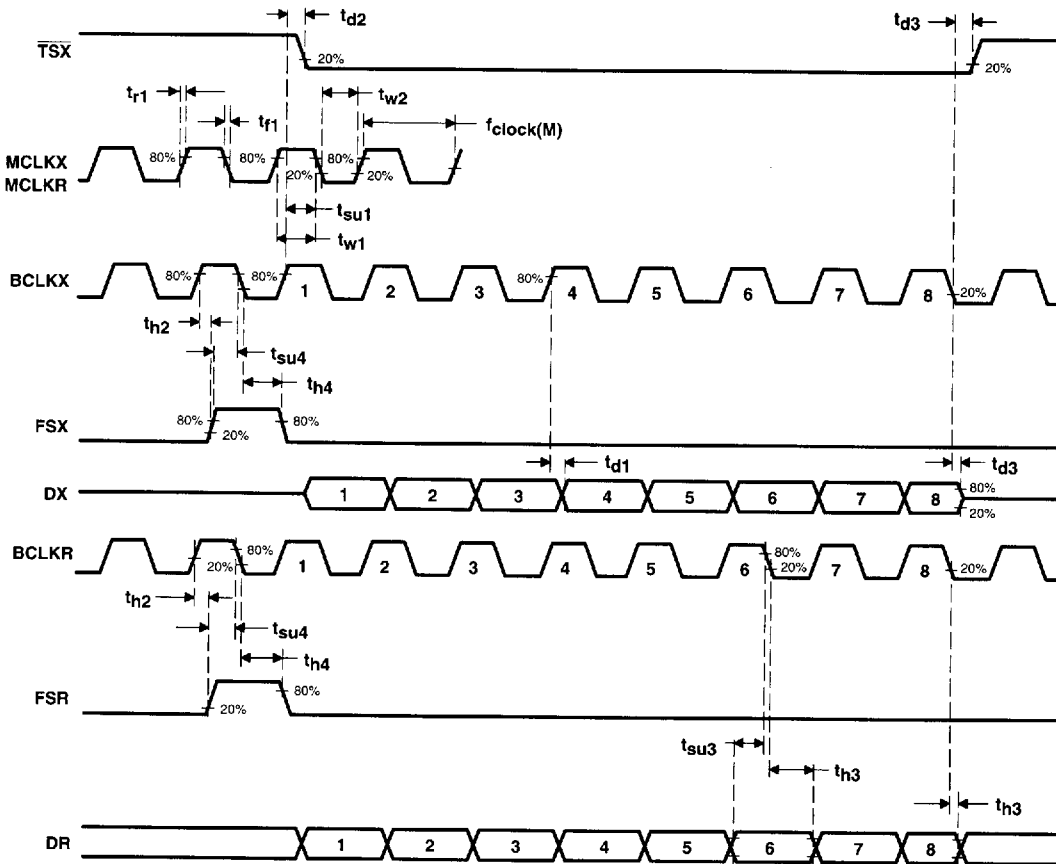 td2
td3
TSX
20%
20%
tr1
tf1
tw2
fclock(M)
MCLKX
MCLKR
80%
80%
80%
20%
20%
tsu1
tw1
BCLKX
80%
80%
80%
20%
1
2
3
4
5
6
7
8
th2
tsu4
th4
FSX
80%
20%
80%
td1
td3
DX
1
2
3
4
5
6
7
8
80%
20%
BCLKR
20%
80%
80%
20%
20%
1
2
3
4
5
6
7
8
th2
tsu4
th4
FSR
20%
80%
tsu3
th3
th3
DR
1
2
3
4
5
6
7
8